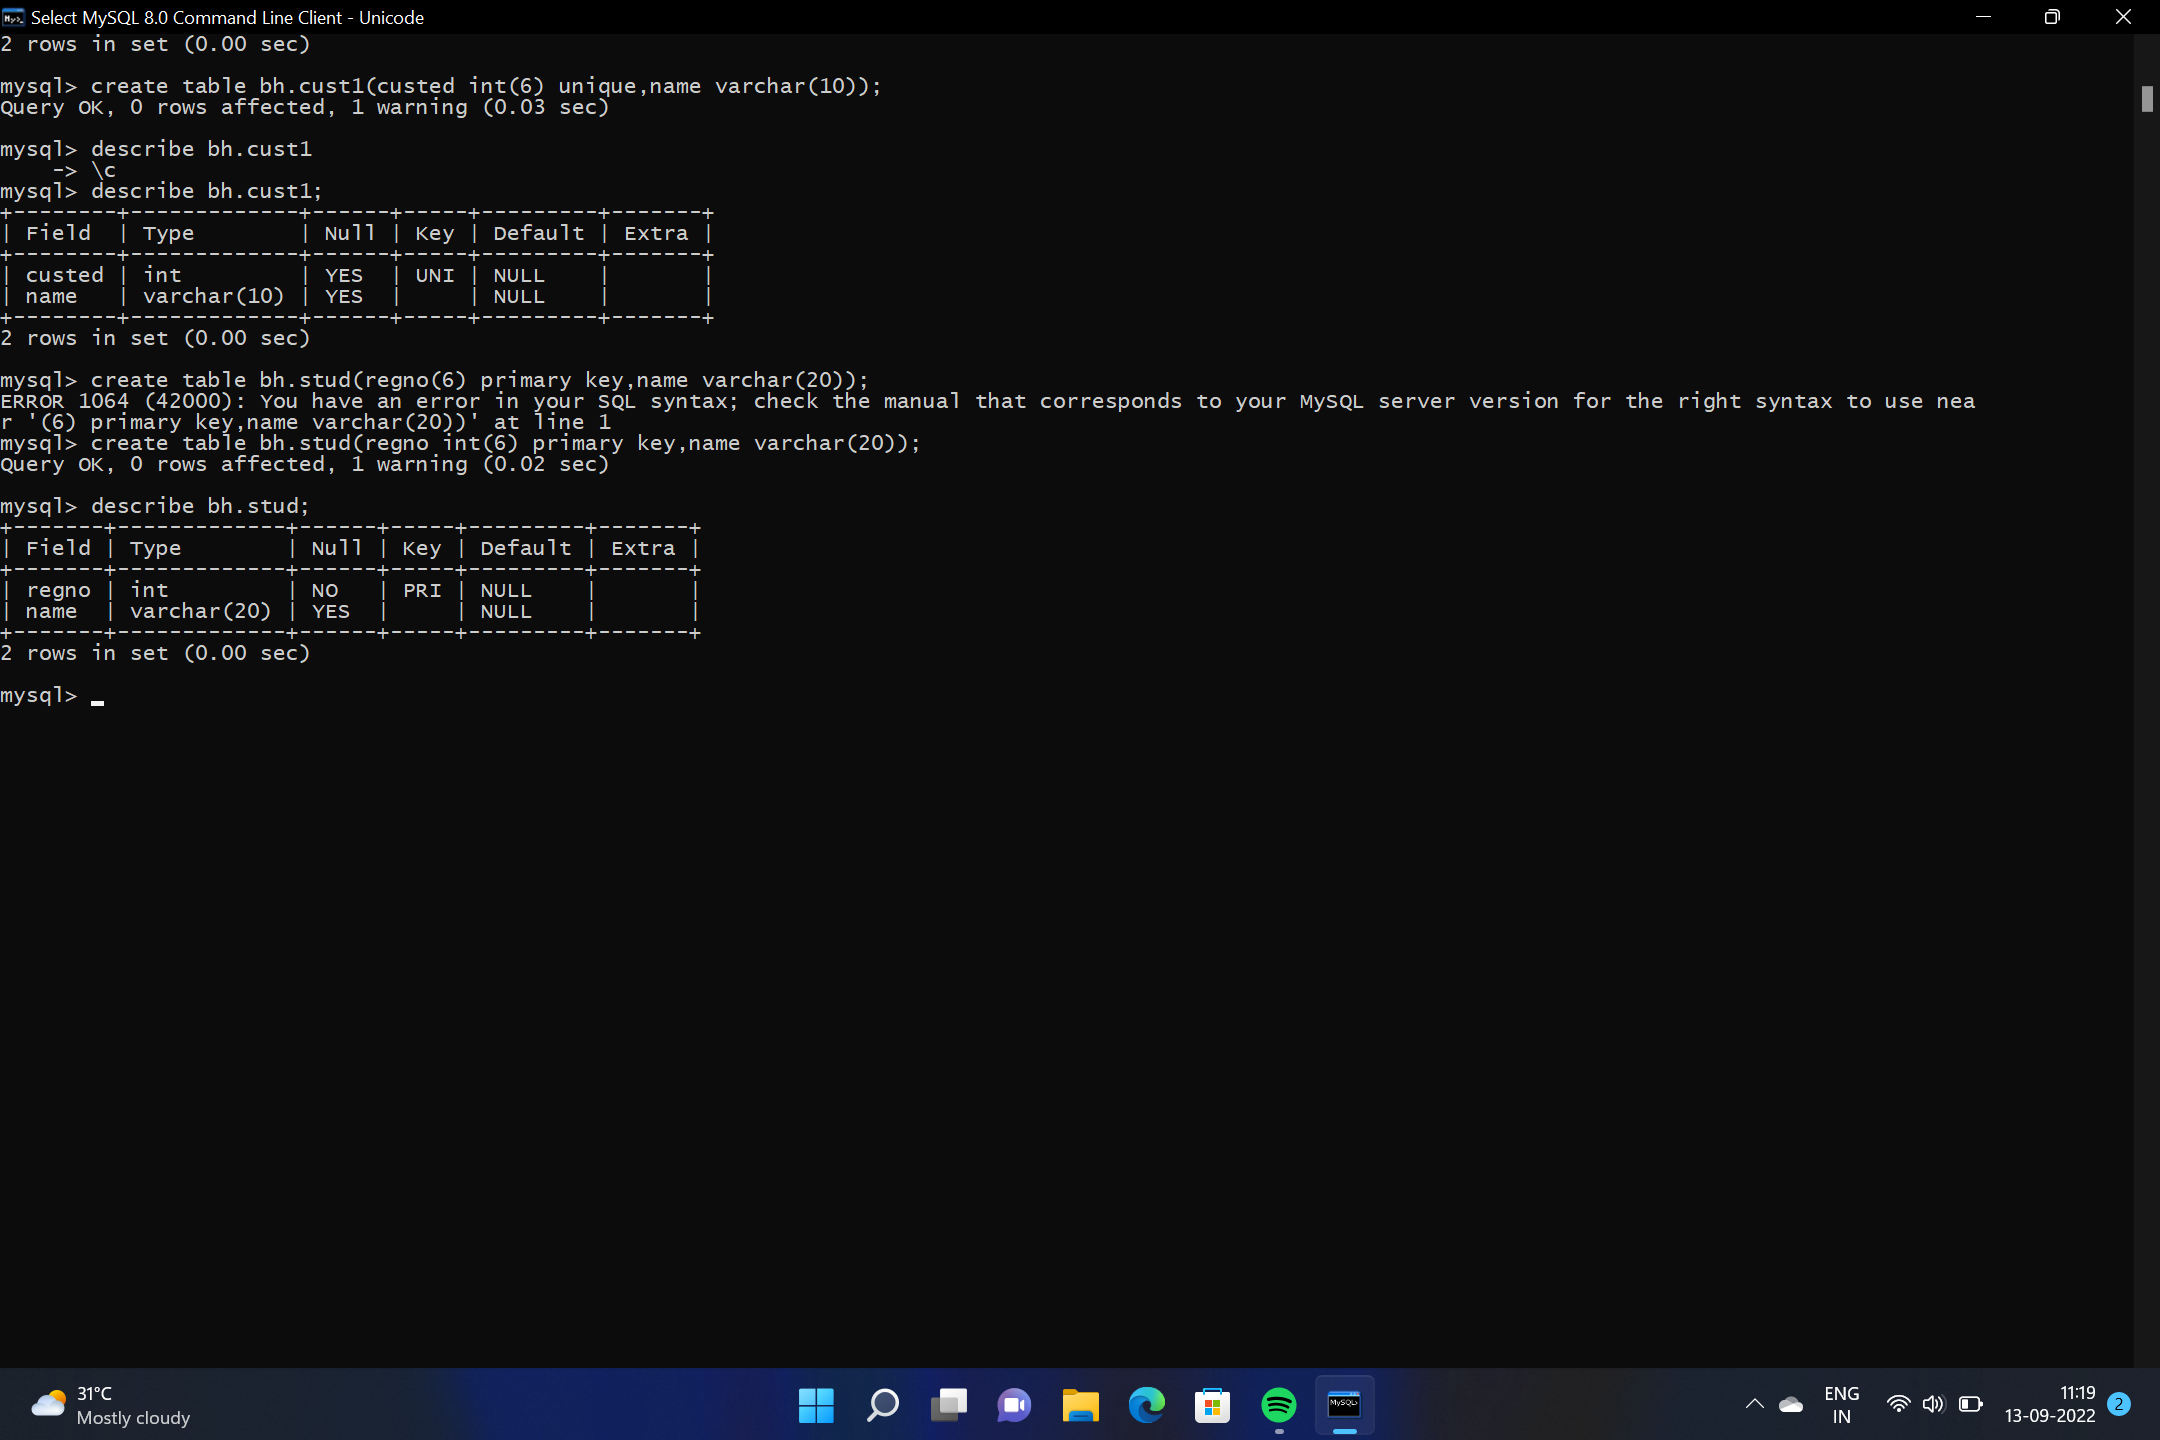 Select MySQL 8.0 Command Line Client - Unicode
2 rows in set (0.00 sec)
mysql> create table bh.cust1(custed int(6) unique,name varchar(10));
Query OK, 0 rows affected, 1 warning (0.03 sec)
mysql> describe bh.cust1
    -> \c
mysql> describe bh.cust1;
+--------+-------------+------+-----+---------+-------+
| Field  | Type        | Null | Key | Default | Extra |
+--------+-------------+------+-----+---------+-------+
| custed | int         | YES  | UNI | NULL    |       |
| name   | varchar(10) | YES  |     | NULL    |       |
+--------+-------------+------+-----+---------+-------+
2 rows in set (0.00 sec)
mysql> create table bh.stud(regno(6) primary key,name varchar(20));
ERROR 1064 (42000): You have an error in your SQL syntax; check the manual that corresponds to your MySQL server version for the right syntax to use nea
r '(6) primary key,name varchar(20))' at line 1
mysql> create table bh.stud(regno int(6) primary key,name varchar(20));
Query OK, 0 rows affected, 1 warning (0.02 sec)
mysql> describe bh.stud;
+-------+-------------+------+-----+---------+-------+
| Field | Type        | Null | Key | Default | Extra |
+-------+-------------+------+-----+---------+-------+
| regno | int         | NO   | PRI | NULL    |       |
| name  | varchar(20) | YES  |     | NULL    |       |
+-------+-------------+------+-----+---------+-------+
2 rows in set (0.00 sec)
mysql> _
31°C
Mostly cloudy
MySQL>
ENG
IN
11:19
13-09-2022
2